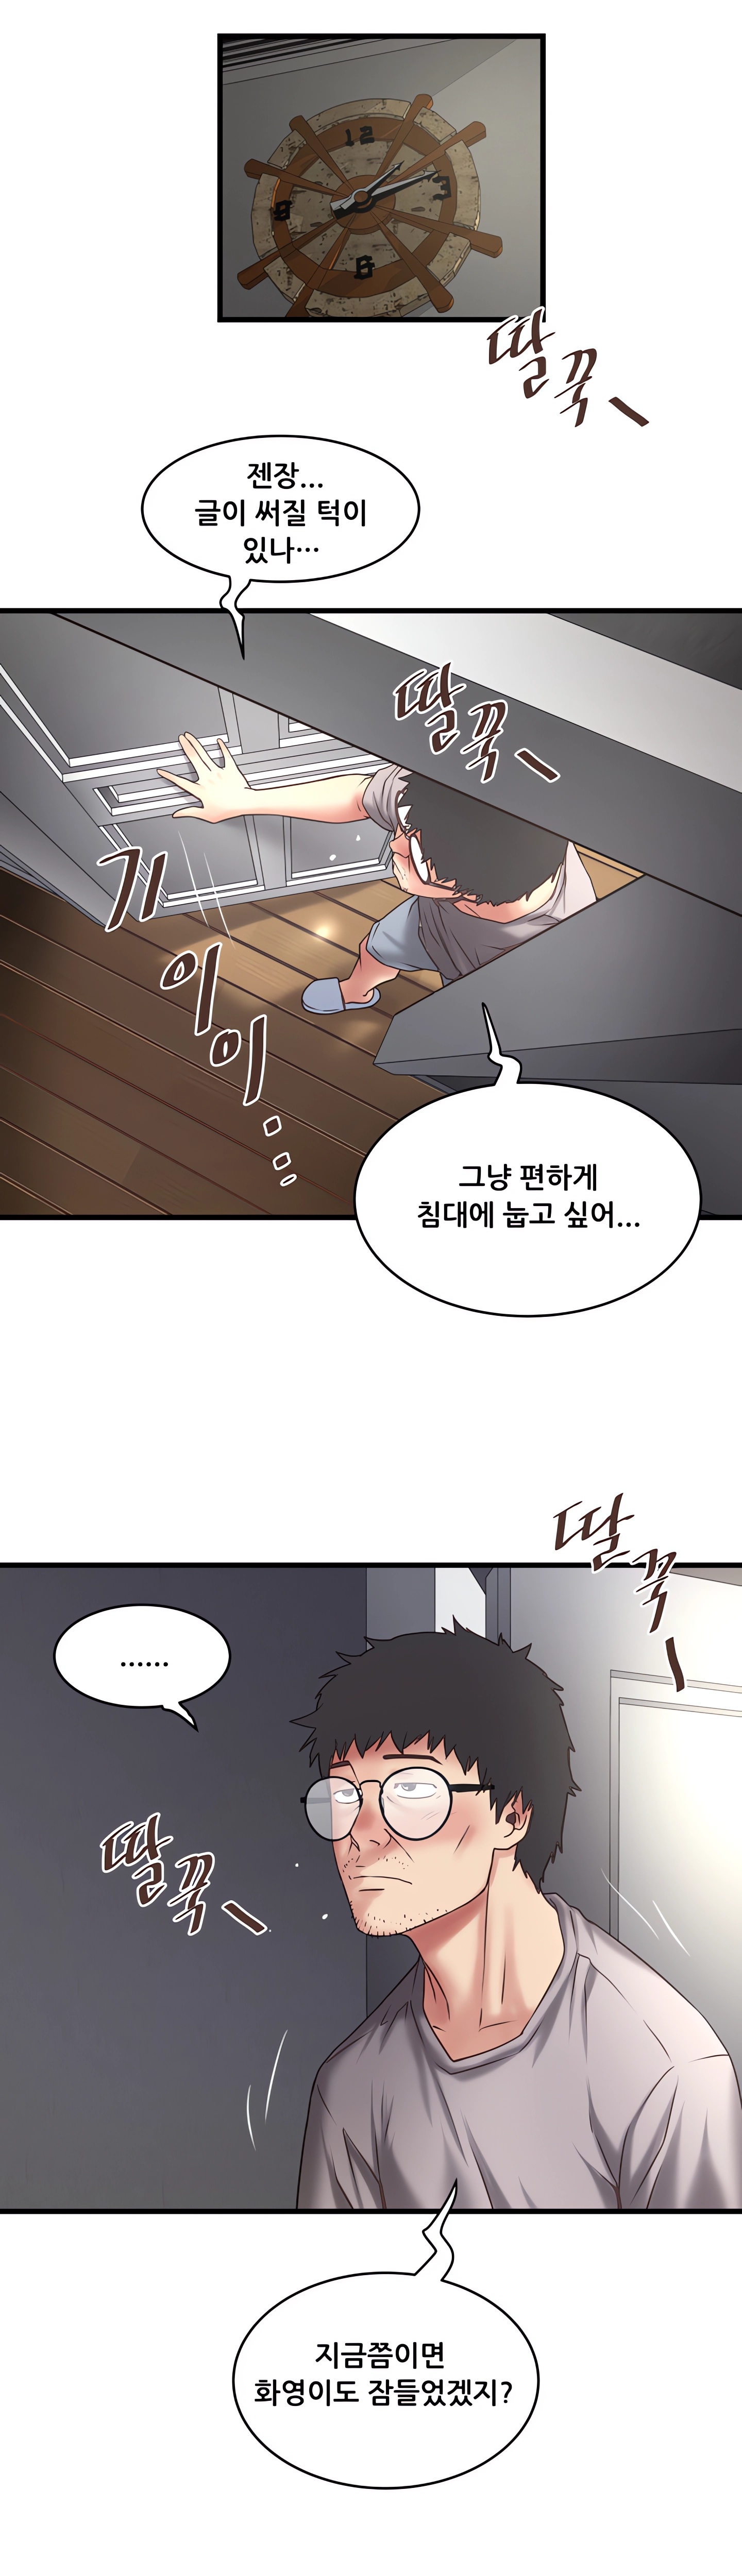 12
3
6
9
딸꾹
젠장...
글이 써질 턱이
있나...
딸꾹
기이이...
그냥 편하게
침대에 눕고 싶어...
딸꾹
......
딸꾹
지금쯤이면
화영이도 잠들었겠지?